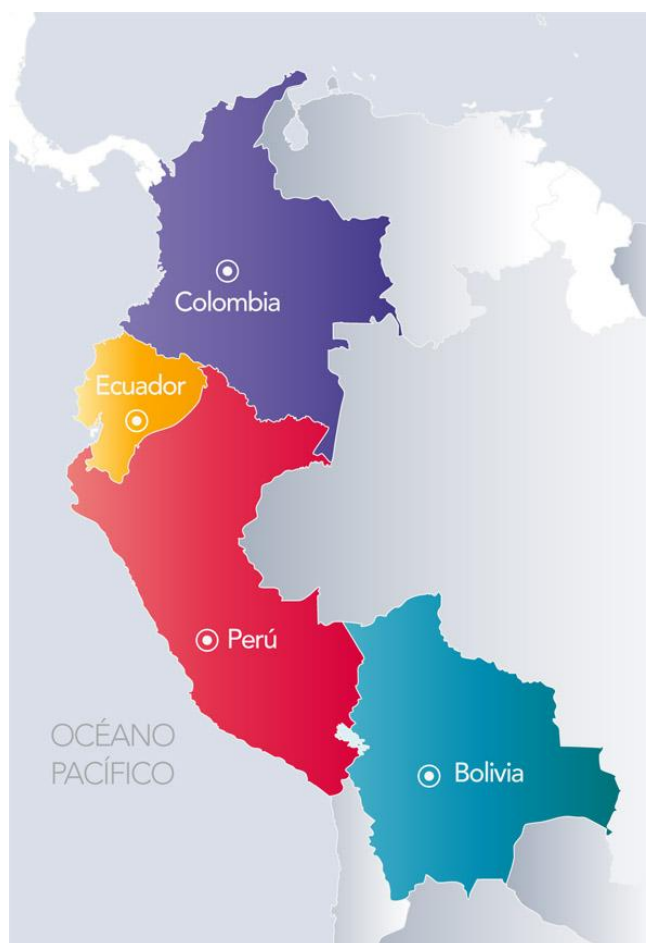 Colombia
Ecuador
Perú
OCÉANO
PACÍFICO
Bolivia